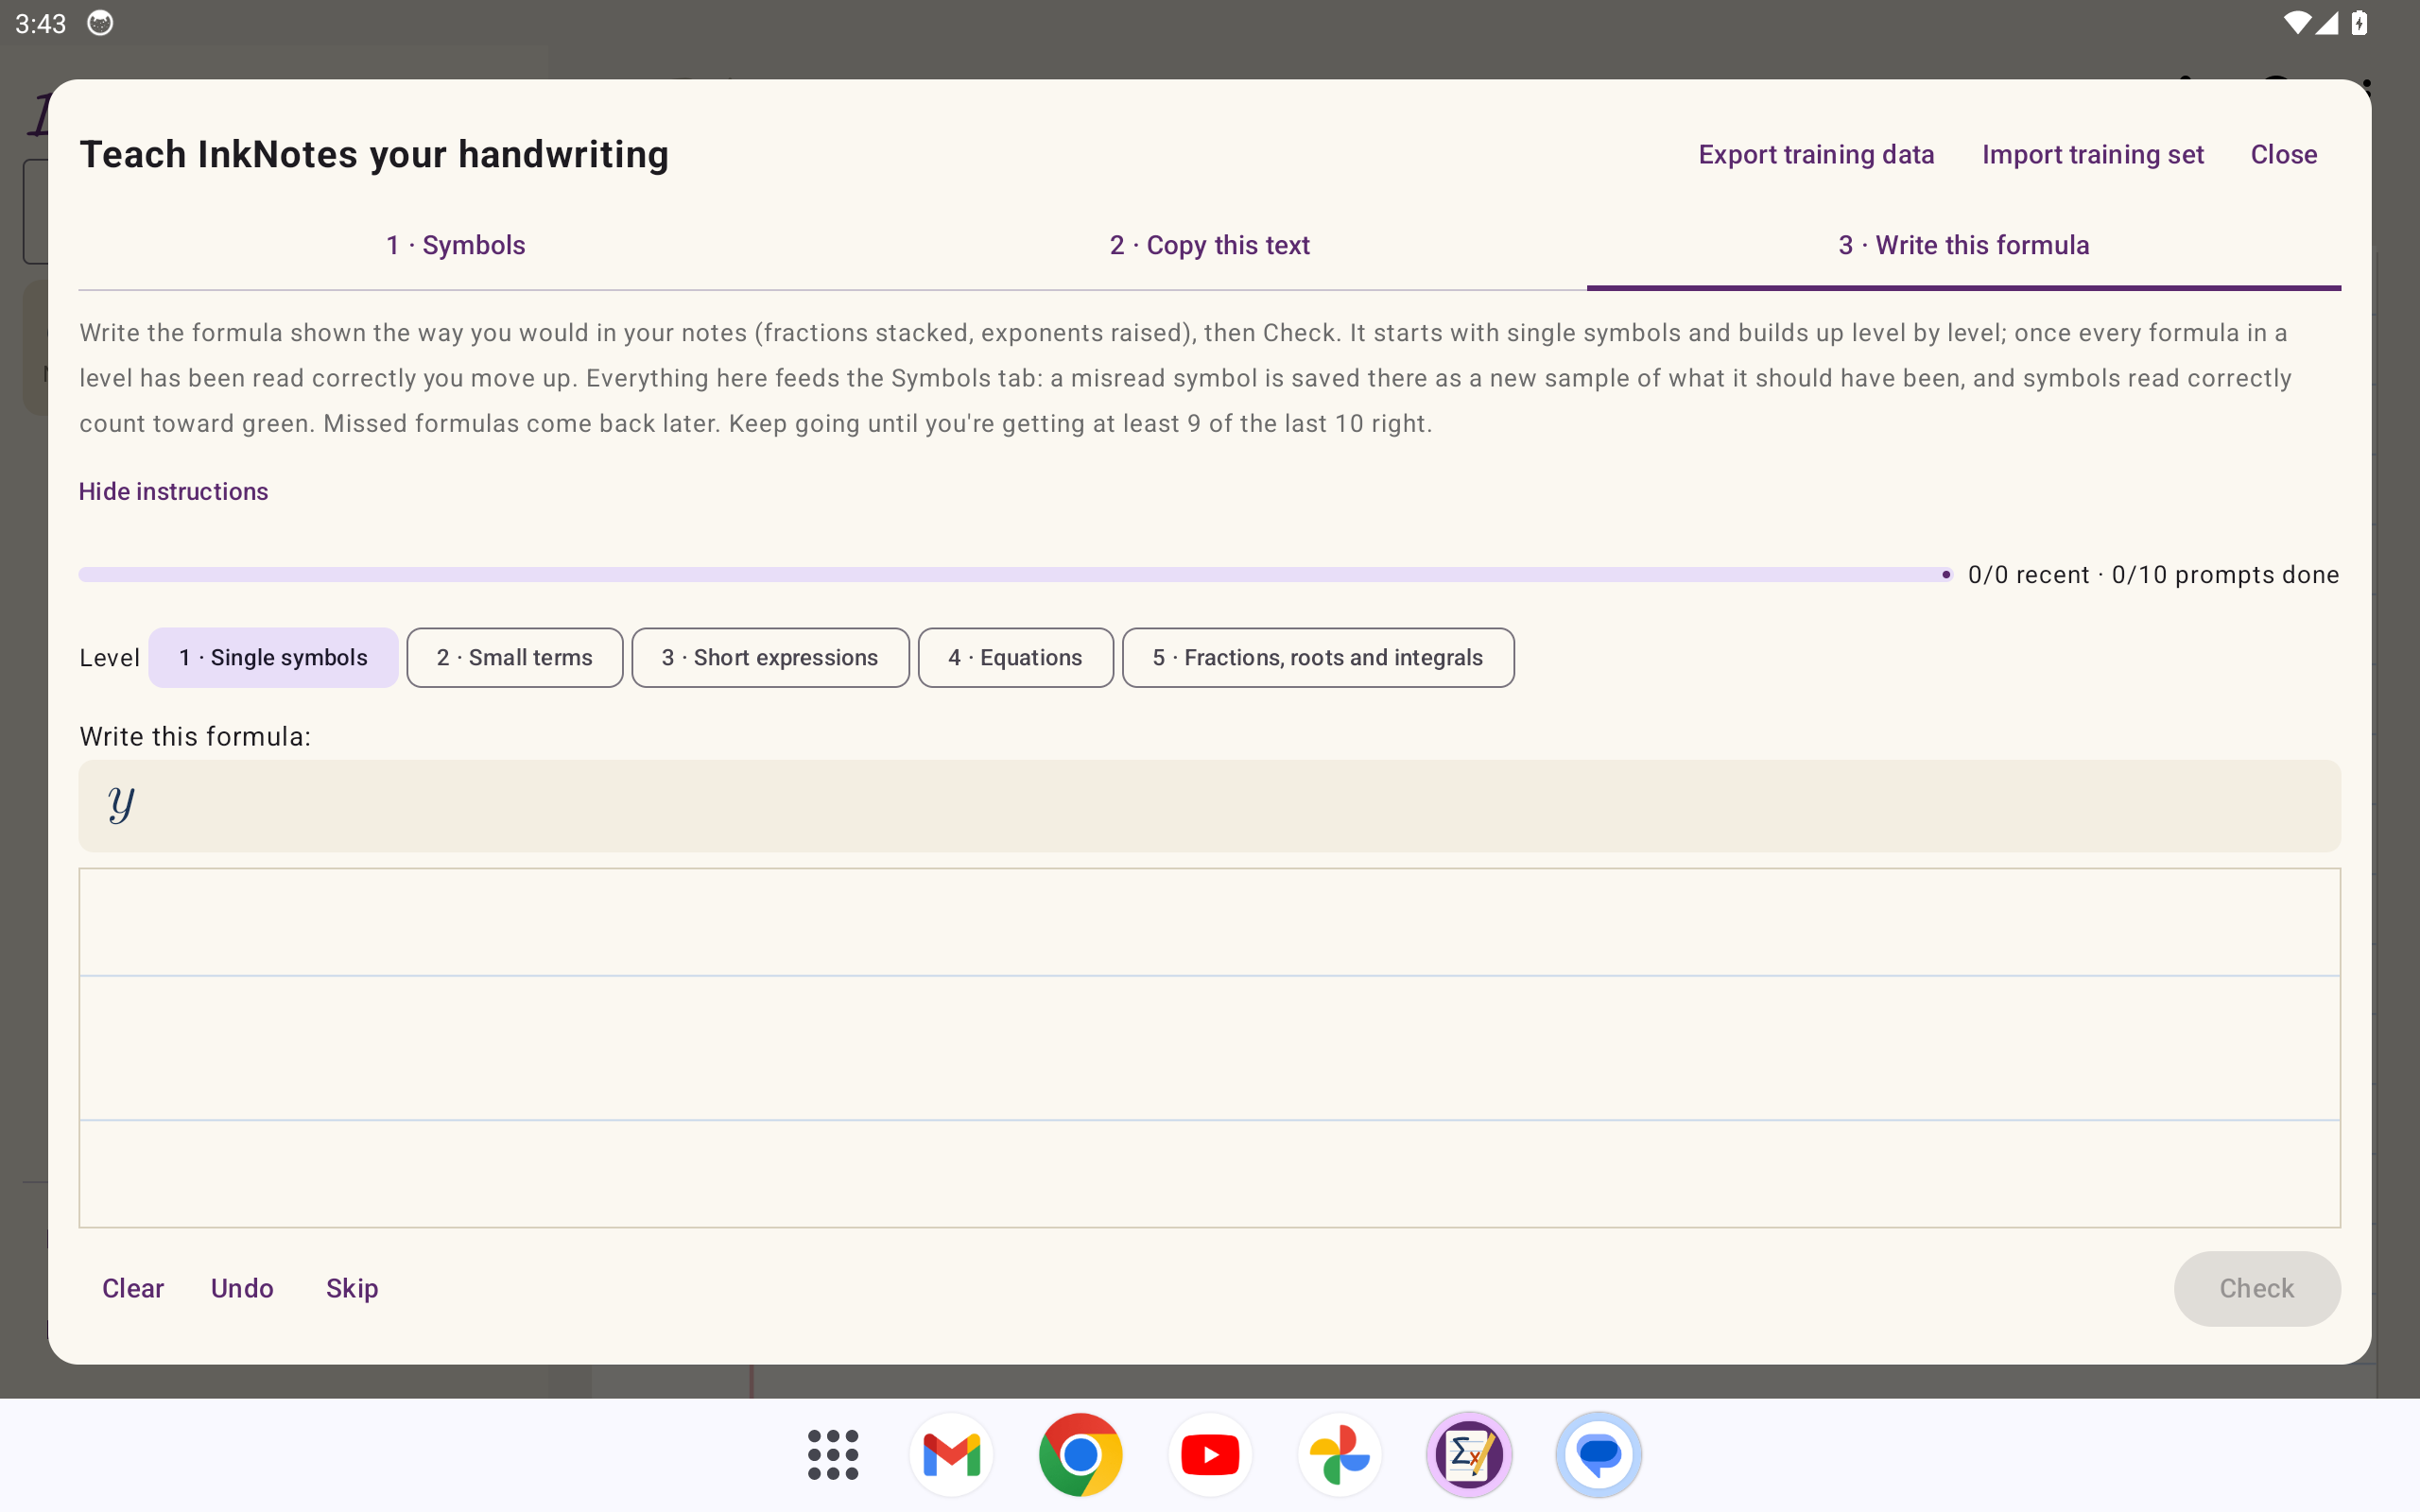 3:43
Teach InkNotes your handwriting
Export training data Import training set Close
1 · Symbols 2 · Copy this text 3 · Write this formula
Write the formula shown the way you would in your notes (fractions stacked, exponents raised), then Check. It starts with single symbols and builds up level by level; once every formula in a
level has been read correctly you move up. Everything here feeds the Symbols tab: a misread symbol is saved there as a new sample of what it should have been, and symbols read correctly
count toward green. Missed formulas come back later. Keep going until you're getting at least 9 of the last 10 right.
Hide instructions
0/0 recent · 0/10 prompts done
Level 1 · Single symbols 2 · Small terms 3 · Short expressions 4 · Equations 5 · Fractions, roots and integrals
Write this formula:
y
Clear Undo Skip Check